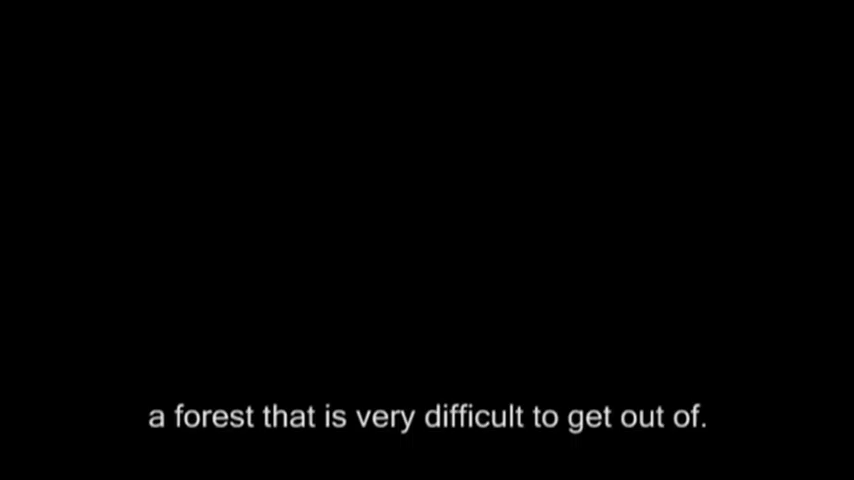 a forest that is very difficult to get out of.